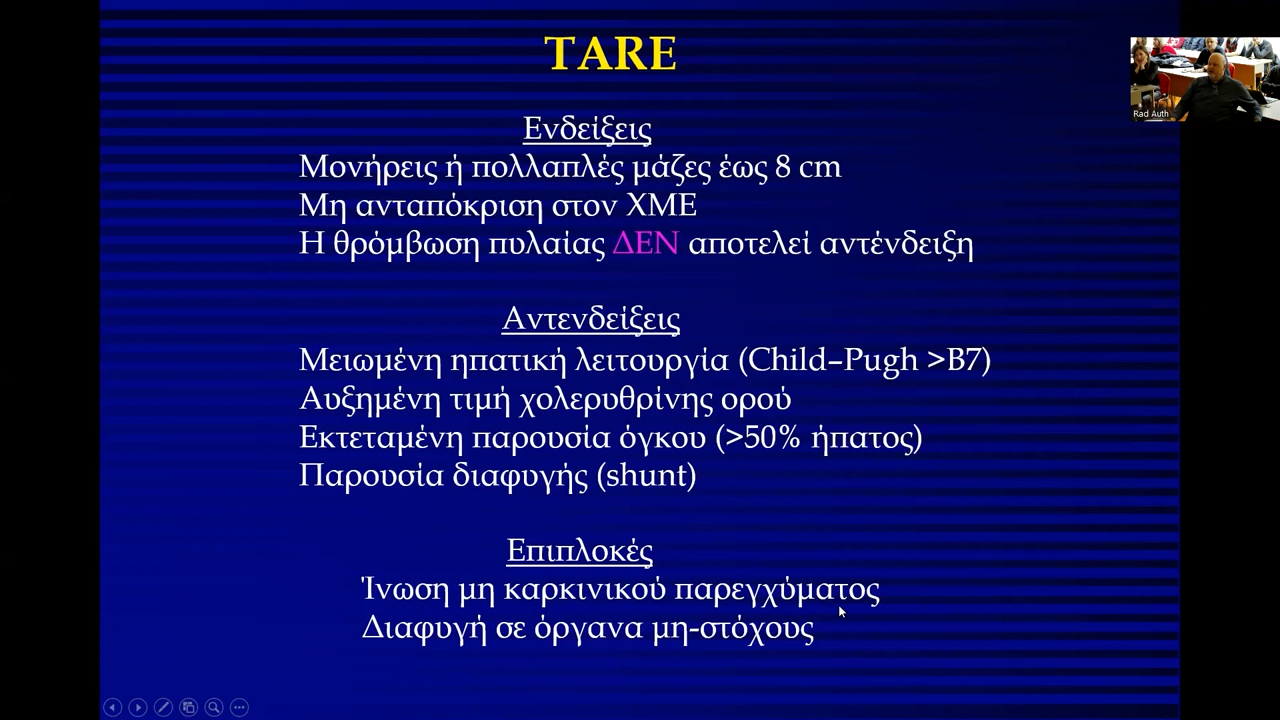 TARE
Ενδείξεις
Μονήρεις ή πολλαπλές μάζες έως 8 cm
Μη ανταπόκριση στον ΧΜΕ
Η θρόμβωση πυλαίας ΔΕΝ αποτελεί αντένδειξη
Αντενδείξεις
Μειωμένη ηπατική λειτουργία (Child–Pugh >B7)
Αυξημένη τιμή χολερυθρίνης ορού
Εκτεταμένη παρουσία όγκου (>50% ήπατος)
Παρουσία διαφυγής (shunt)
Επιπλοκές
Ίνωση μη καρκινικού παρεγχύματος
Διαφυγή σε όργανα μη-στόχους
Rad Auth